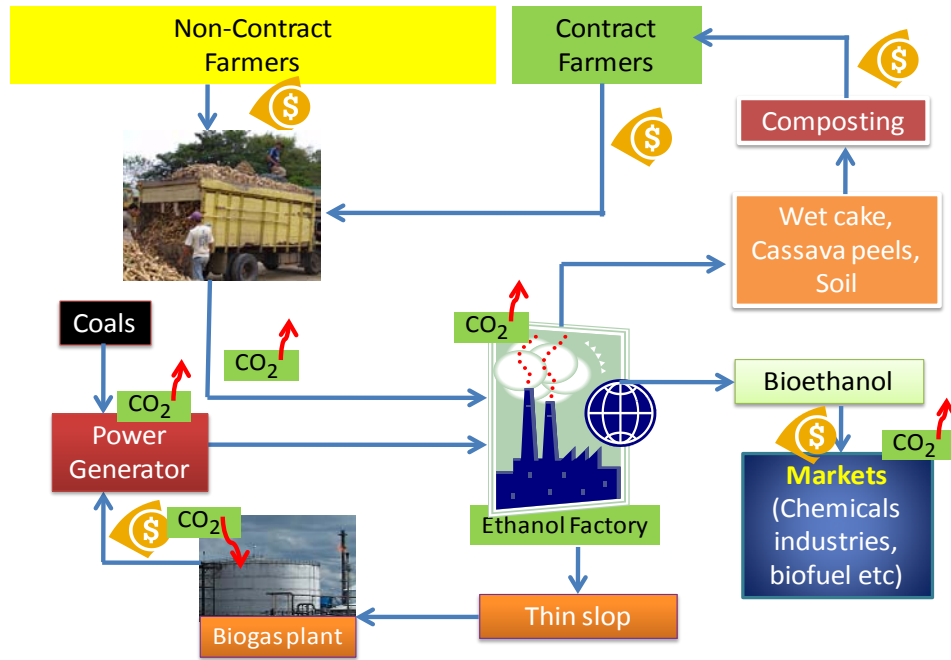 Non-Contract
Farmers
Contract
Farmers
$
$
$
Composting
Wet cake,
Cassava peels,
Soil
Coals
CO2
CO2
CO2
Power
Generator
Bioethanol
$
CO2
Markets
(Chemicals
industries,
biofuel etc)
Ethanol Factory
$
CO2
Thin slop
Biogas plant